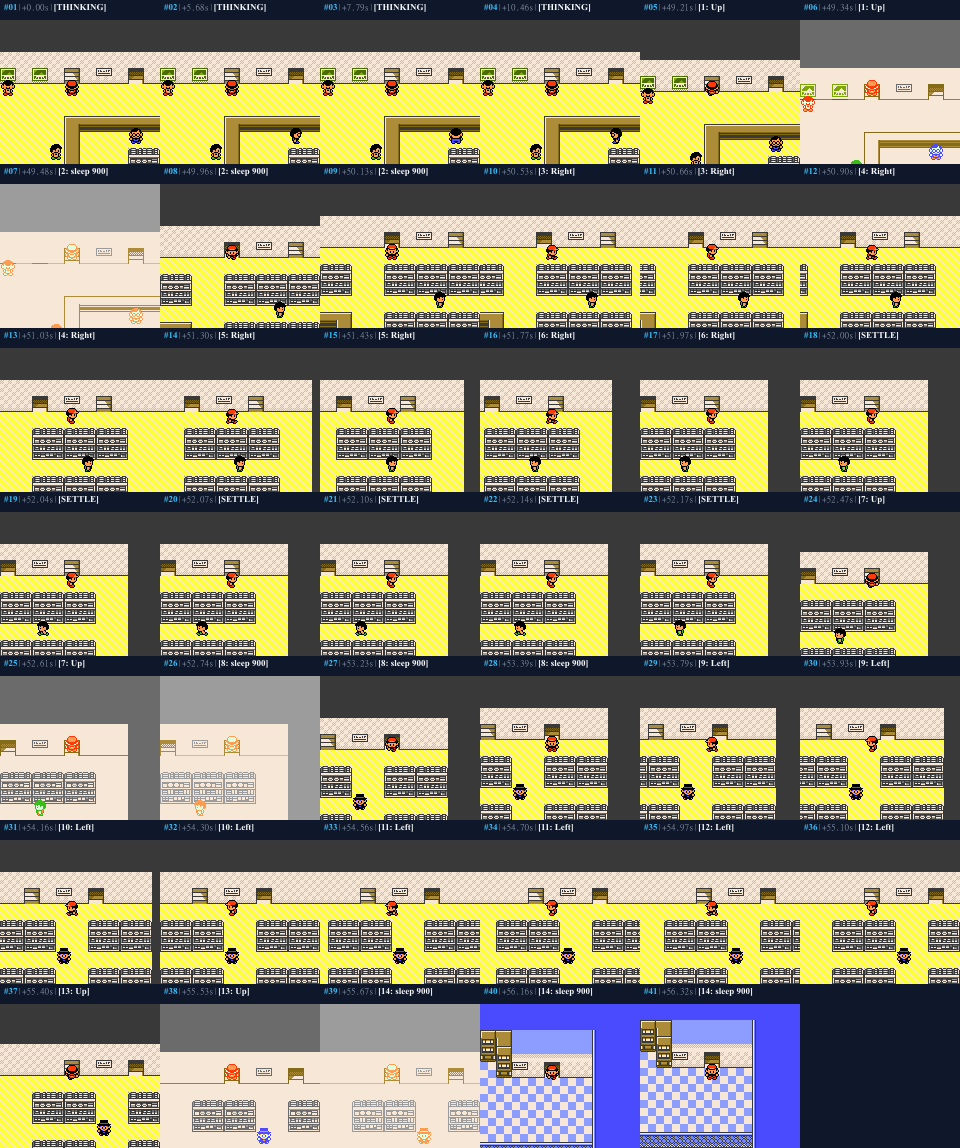 #01|+0.00s| [THINKING] #02|+5.68s| [THINKING] #03|+7.79s| [THINKING] #04|+10.46s| [THINKING] #05|+49.21s| [1: Up] #06|+49.34s| [1: Up]
#07|+49.48s| [2: sleep 900] #08|+49.96s| [2: sleep 900] #09|+50.13s| [2: sleep 900] #10|+50.53s| [3: Right] #11|+50.66s| [3: Right] #12|+50.90s| [4: Right]
#13|+51.03s| [4: Right] #14|+51.30s| [5: Right] #15|+51.43s| [5: Right] #16|+51.77s| [6: Right] #17|+51.97s| [6: Right] #18|+52.00s| [SETTLE]
#19|+52.04s| [SETTLE] #20|+52.07s| [SETTLE] #21|+52.10s| [SETTLE] #22|+52.14s| [SETTLE] #23|+52.17s| [SETTLE] #24|+52.47s| [7: Up]
#25|+52.61s| [7: Up] #26|+52.74s| [8: sleep 900] #27|+53.23s| [8: sleep 900] #28|+53.39s| [8: sleep 900] #29|+53.79s| [9: Left] #30|+53.93s| [9: Left]
#31|+54.16s| [10: Left] #32|+54.30s| [10: Left] #33|+54.56s| [11: Left] #34|+54.70s| [11: Left] #35|+54.97s| [12: Left] #36|+55.10s| [12: Left]
#37|+55.40s| [13: Up] #38|+55.53s| [13: Up] #39|+55.67s| [14: sleep 900] #40|+56.16s| [14: sleep 900] #41|+56.32s| [14: sleep 900]